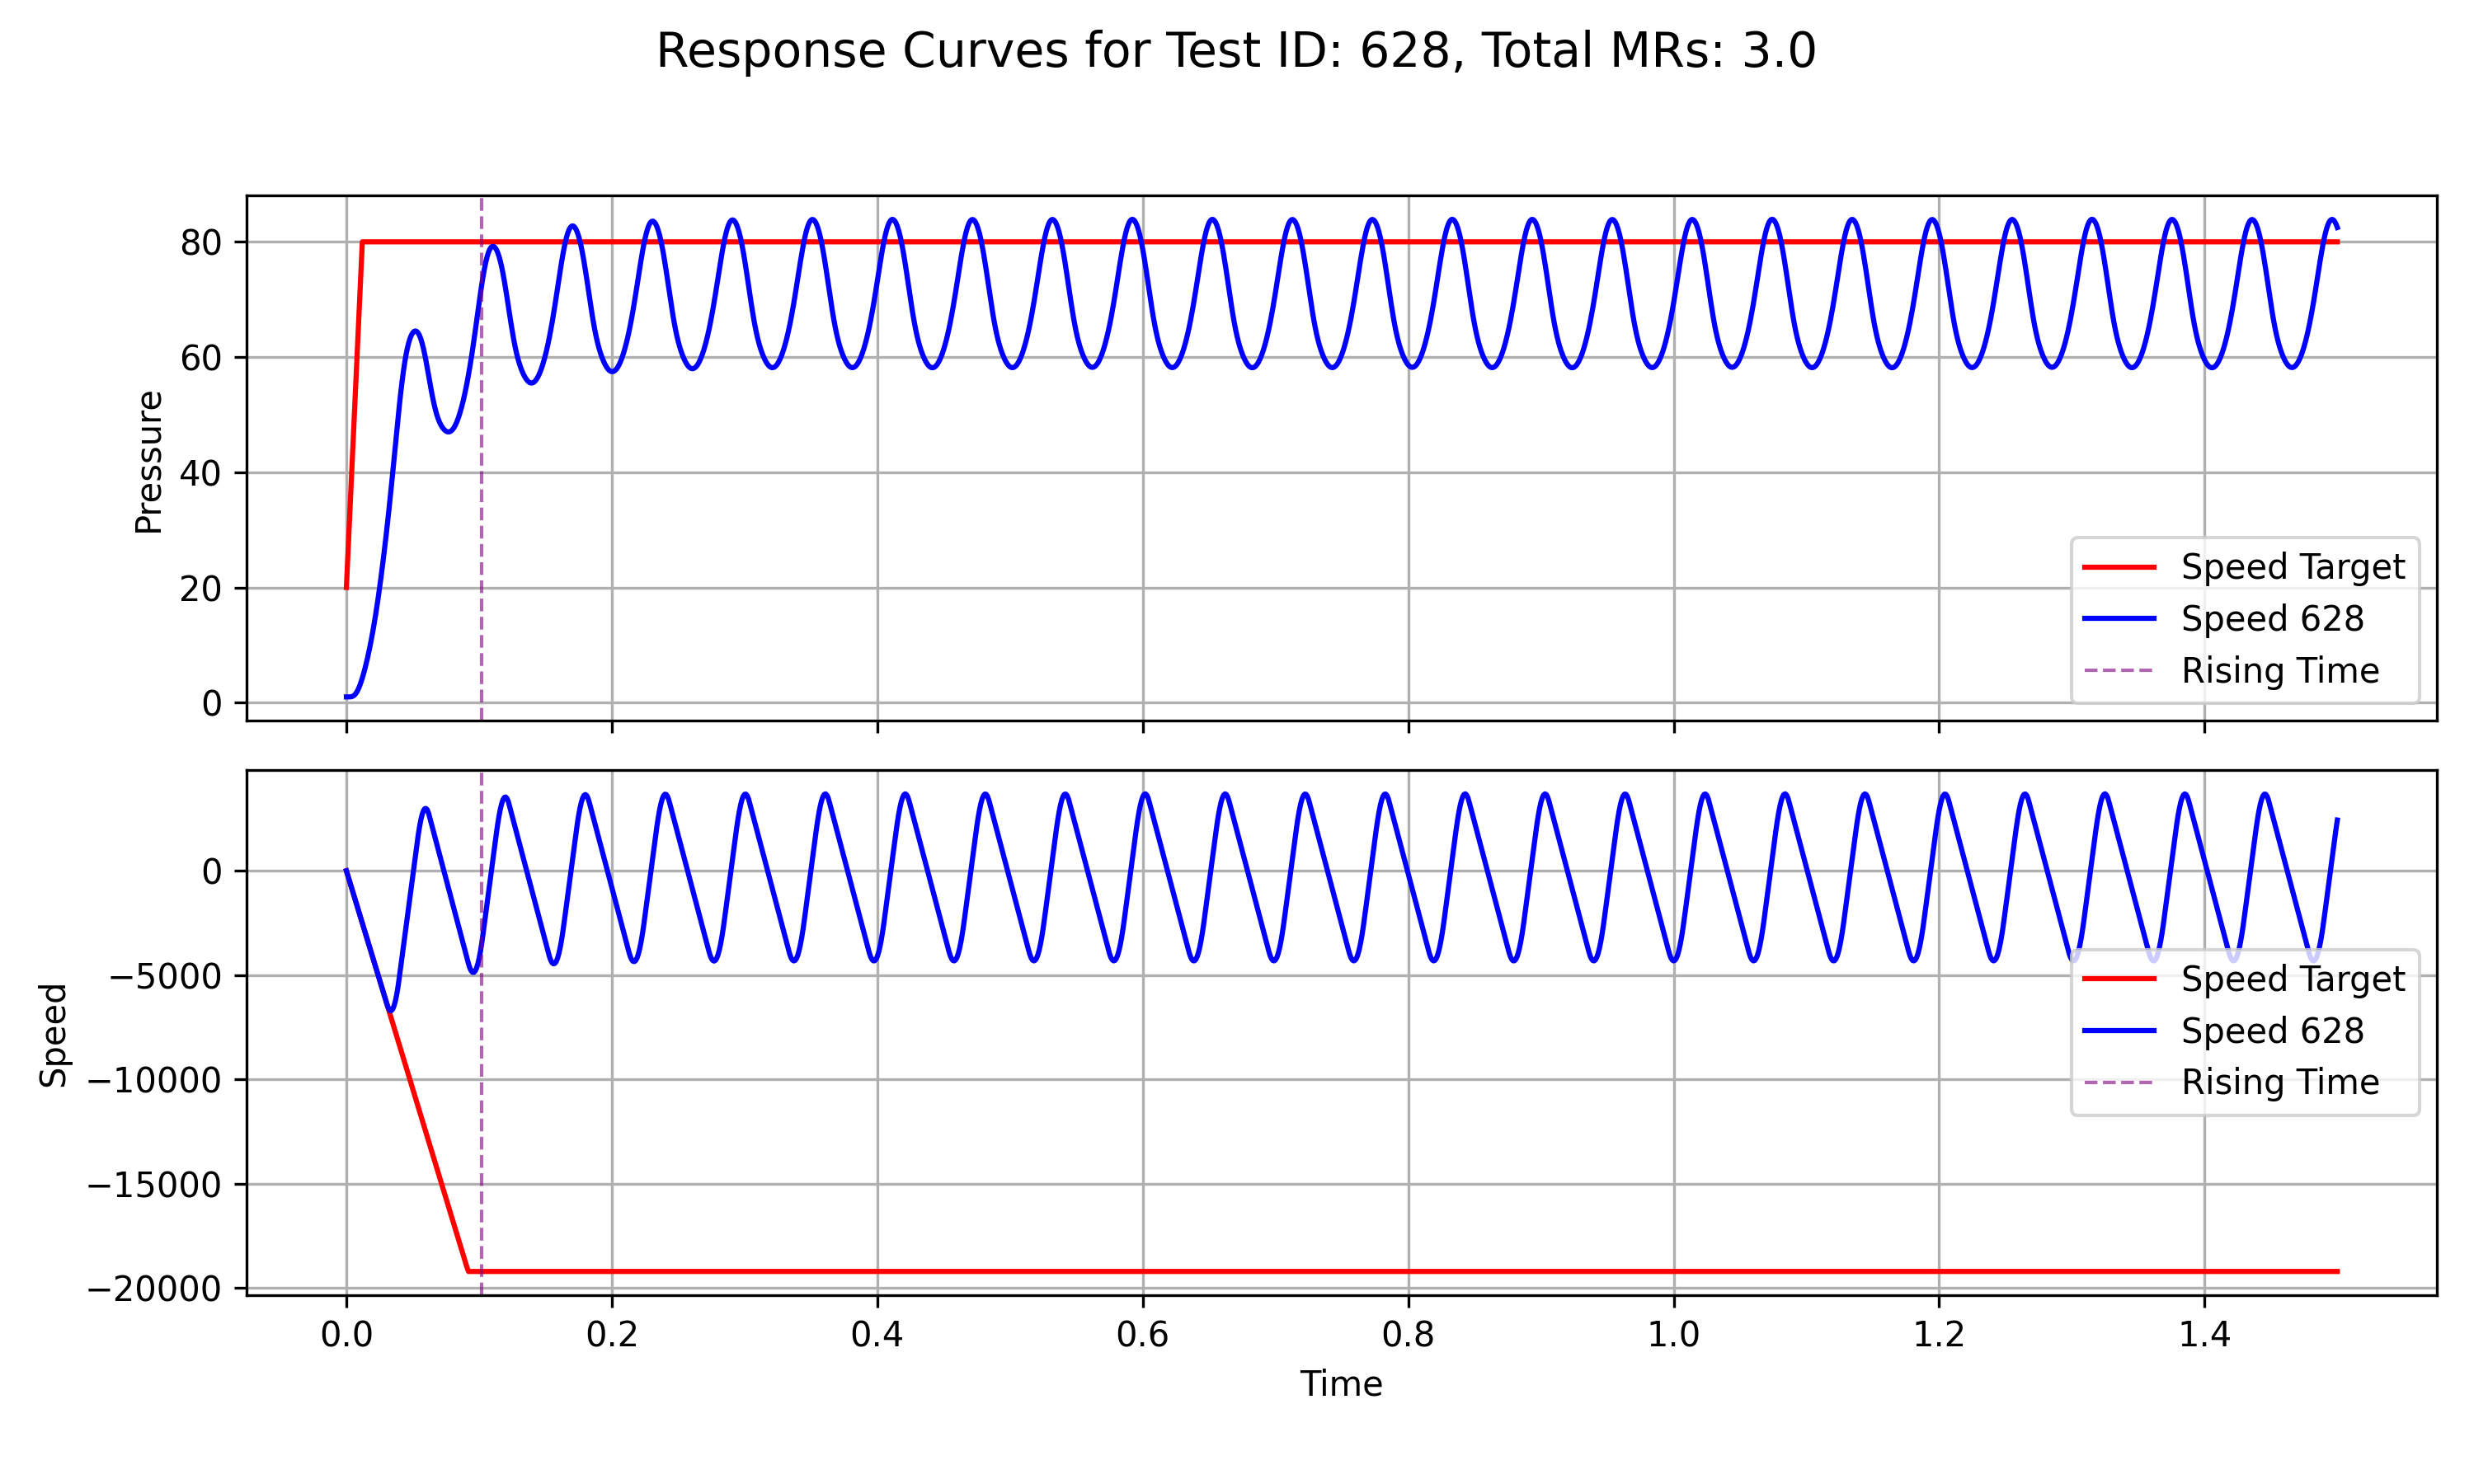 Response Curves for Test ID: 628, Total MRs: 3.0
80
60
40
20
0
Pressure
Speed Target
Speed 628
Rising Time
0
−5000
−10000
−15000
−20000
Speed
Speed Target
Speed 628
Rising Time
0.0 0.2 0.4 0.6 0.8 1.0 1.2 1.4
Time